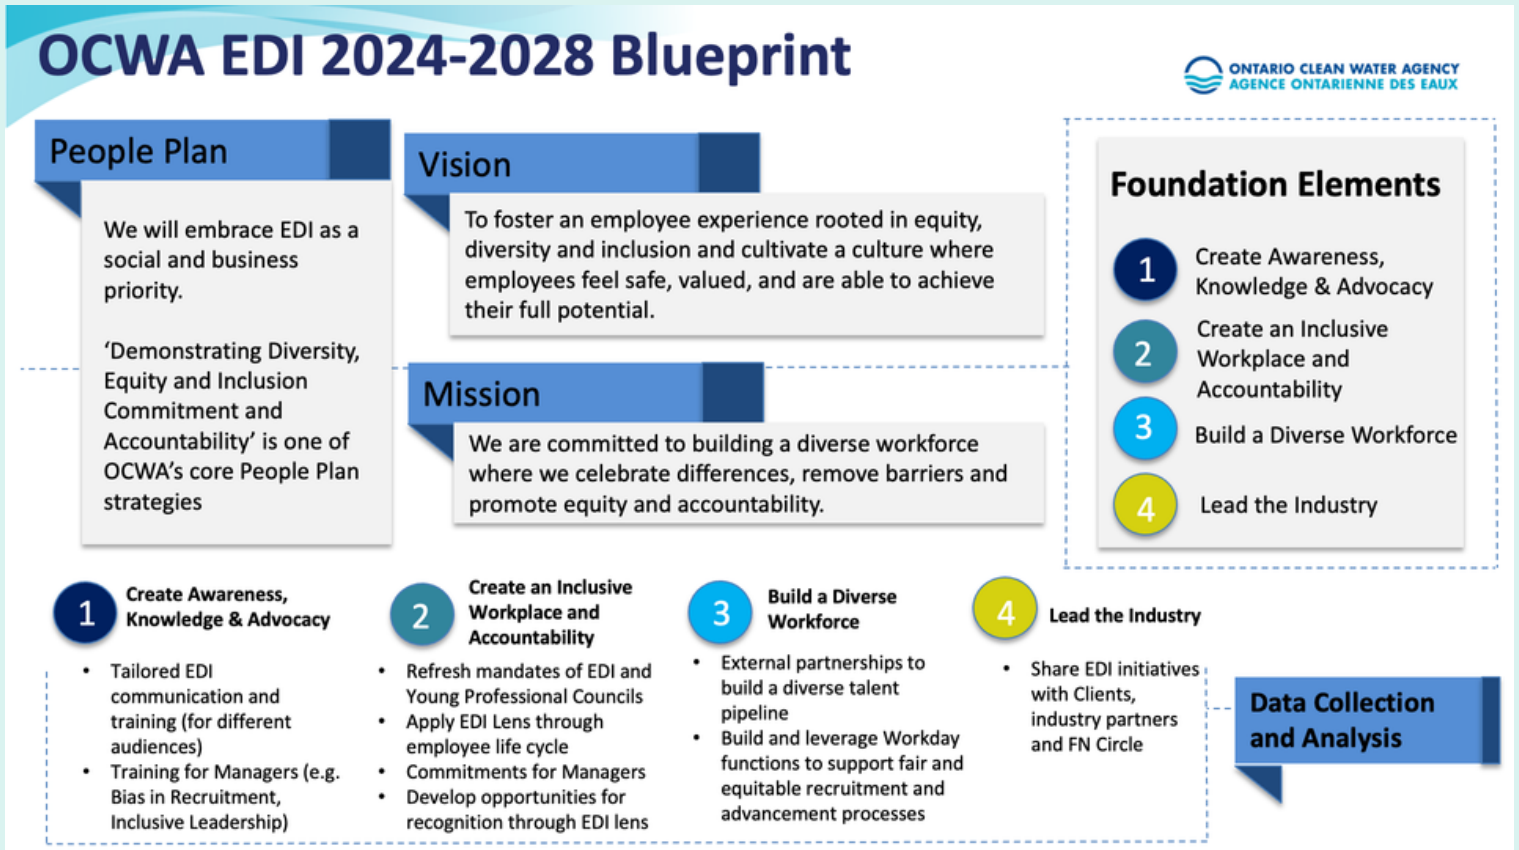 OCWA EDI 2024-2028 Blueprint
ONTARIO CLEAN WATER AGENCY
AGENCE ONTARIENNE DES EAUX
People Plan
We will embrace EDI as a
social and business
priority.
‘Demonstrating Diversity,
Equity and Inclusion
Commitment and
Accountability’ is one of
OCWA’s core People Plan
strategies
Vision
To foster an employee experience rooted in equity,
diversity and inclusion and cultivate a culture where
employees feel safe, valued, and are able to achieve
their full potential.
Mission
We are committed to building a diverse workforce
where we celebrate differences, remove barriers and
promote equity and accountability.
Foundation Elements
1
Create Awareness,
Knowledge & Advocacy
2
Create an Inclusive
Workplace and
Accountability
3
Build a Diverse Workforce
4
Lead the Industry
1
Create Awareness,
Knowledge & Advocacy
• Tailored EDI
communication and
training (for different
audiences)
• Training for Managers (e.g.
Bias in Recruitment,
Inclusive Leadership)
2
Create an Inclusive
Workplace and
Accountability
• Refresh mandates of EDI and
Young Professional Councils
• Apply EDI Lens through
employee life cycle
• Commitments for Managers
• Develop opportunities for
recognition through EDI lens
3
Build a Diverse
Workforce
• External partnerships to
build a diverse talent
pipeline
• Build and leverage Workday
functions to support fair and
equitable recruitment and
advancement processes
4
Lead the Industry
• Share EDI initiatives
with Clients,
industry partners
and FN Circle
Data Collection
and Analysis